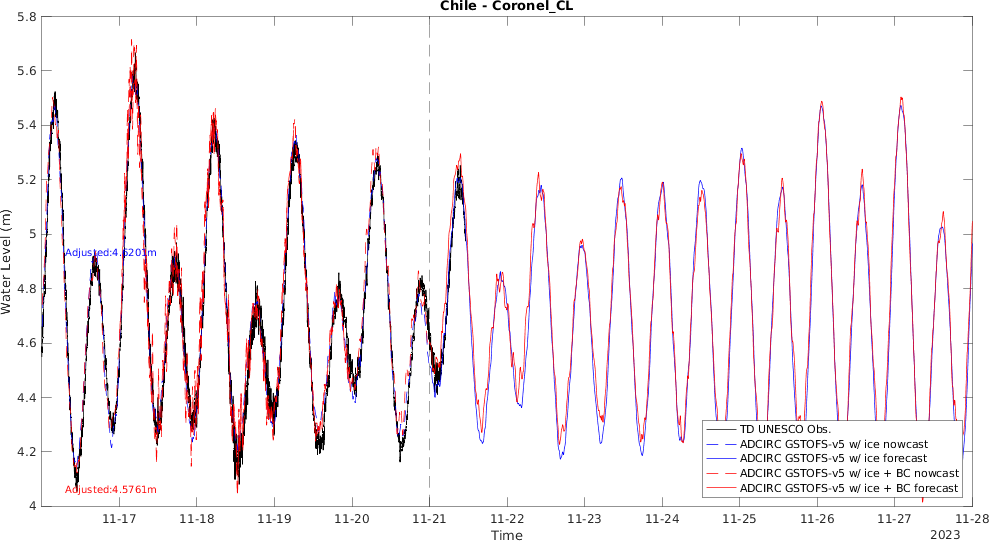 Chile - Coronel_CL
5.8
5.6
5.4
5.2
5
4.8
4.6
4.4
4.2
4
Water Level (m)
Adjusted:4.6201m
Adjusted:4.5761m
TD UNESCO Obs.
ADCIRC GSTOFS-v5 w/ ice nowcast
ADCIRC GSTOFS-v5 w/ ice forecast
ADCIRC GSTOFS-v5 w/ ice + BC nowcast
ADCIRC GSTOFS-v5 w/ ice + BC forecast
11-17 11-18 11-19 11-20 11-21 11-22 11-23 11-24 11-25 11-26 11-27 11-28
Time
2023